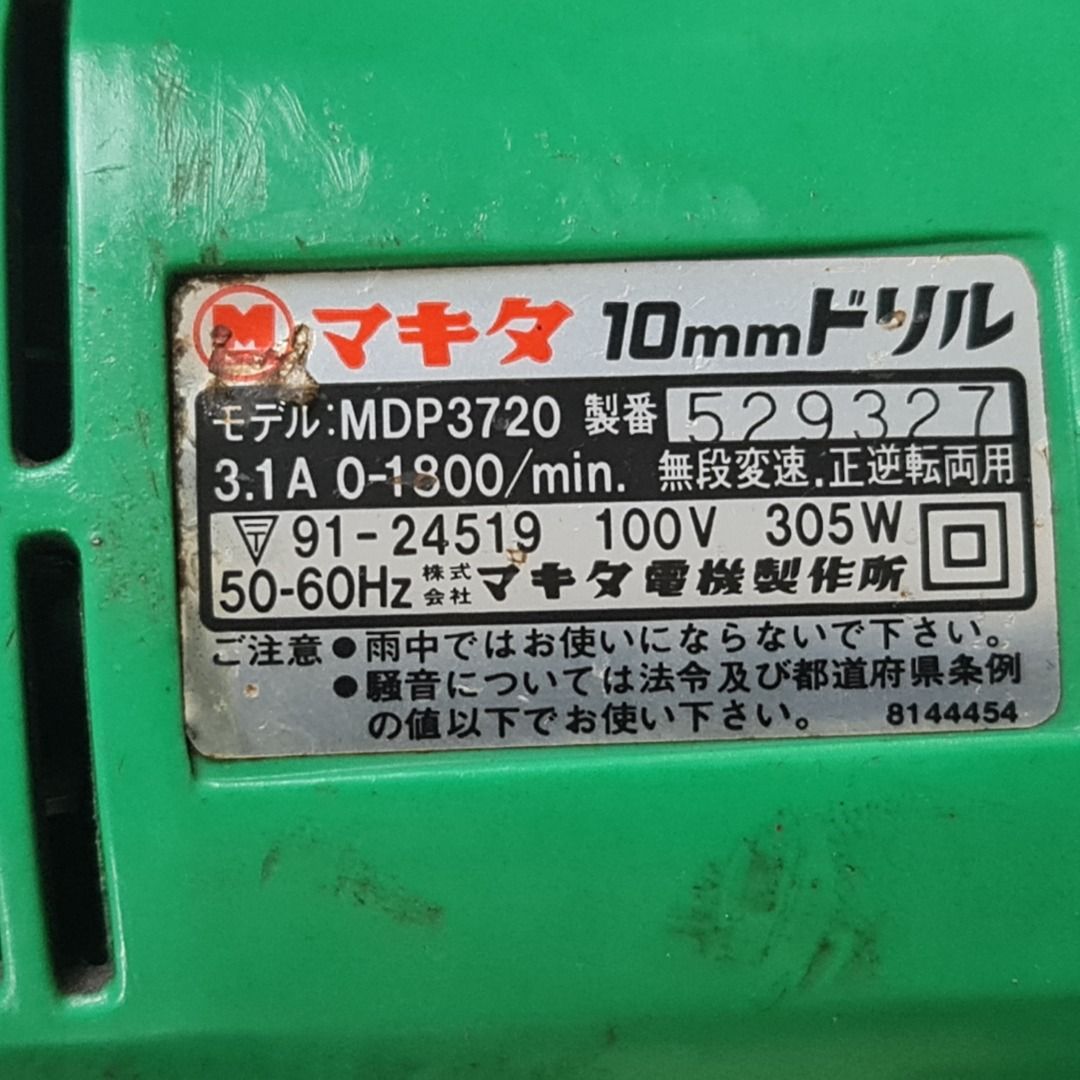 M マキタ 10mmドリル
モデル:MDP3720 製番 529327
3.1A 0-1800/min. 無段変速,正逆転両用
〒 91-24519 100V 305W
50-60Hz 株式会社 マキタ電機製作所
ご注意 ●雨中ではお使いにならないで下さい。
●騒音については法令及び都道府県条例
の値以下でお使い下さい。 8144454